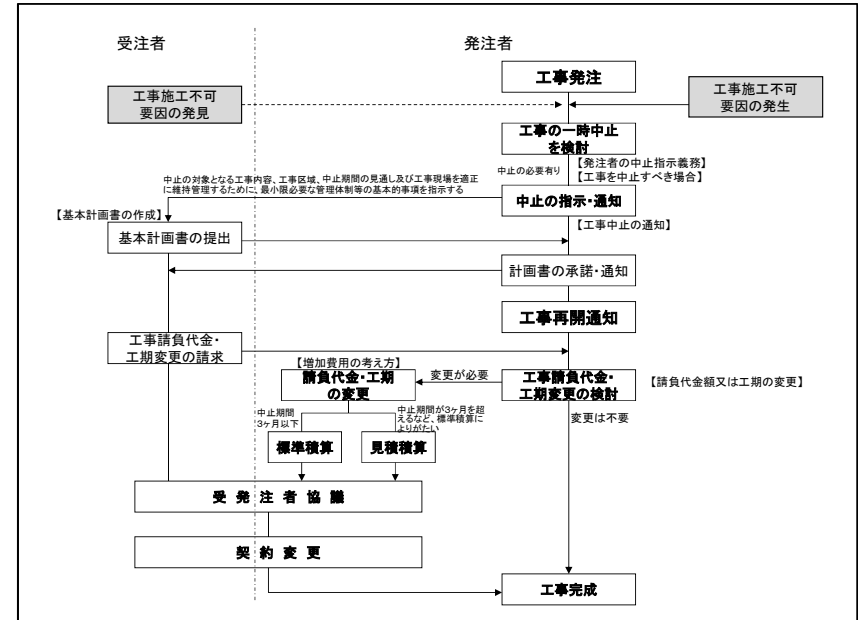 受注者
発注者
工事発注
工事施工不可
要因の発見
工事施工不可
要因の発生
工事の一時中止
を検討
【発注者の中止指示義務】
【工事を中止すべき場合】
中止の必要有り
中止の対象となる工事内容、工事区域、中止期間の見通し及び工事現場を適正
に維持管理するために、最小限必要な管理体制等の基本的事項を指示する
中止の指示・通知
【基本計画書の作成】
【工事中止の通知】
基本計画書の提出
計画書の承諾・通知
工事再開通知
工事請負代金・
工期変更の請求
【増加費用の考え方】
請負代金・工期
の変更
変更が必要
工事請負代金・
工期変更の検討
【請負代金額又は工期の変更】
中止期間
3ヶ月以下
中止期間が3ヶ月を超
えるなど、標準積算に
よりがたい
変更は不要
標準積算
見積積算
受発注者協議
契約変更
工事完成